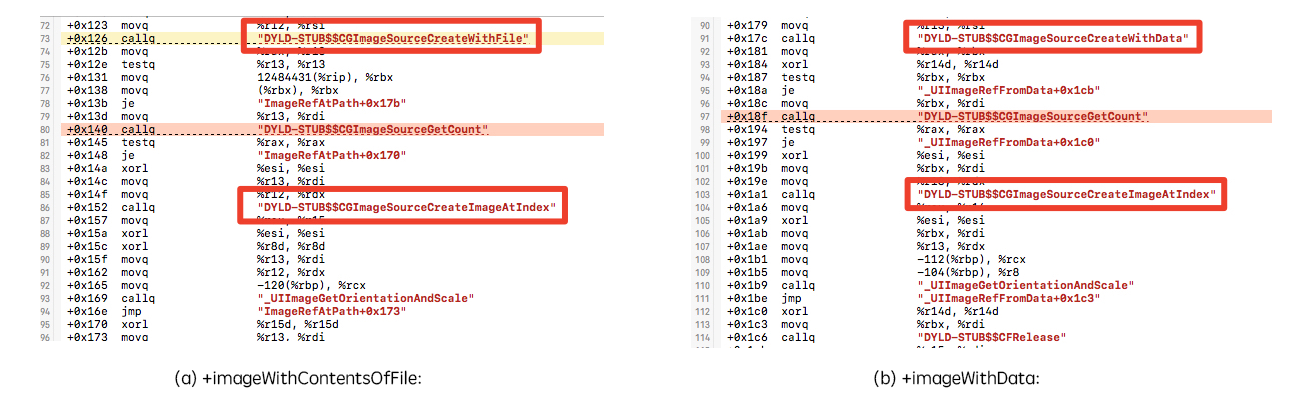 72 +0x123 movq %r12, %rsi
73 +0x126 callq "DYLD-STUB$$CGImageSourceCreateWithFile"
74 +0x12b movq
75 +0x12e testq %r13, %r13
76 +0x131 movq 12484431(%rip), %rbx
77 +0x138 movq (%rbx), %rbx
78 +0x13b je "ImageRefAtPath+0x17b"
79 +0x13d movq %r13, %rdi
80 +0x140 callq "DYLD-STUB$$CGImageSourceGetCount"
81 +0x145 testq %rax, %rax
82 +0x148 je "ImageRefAtPath+0x170"
83 +0x14a xorl %esi, %esi
84 +0x14c movq %r13, %rdi
85 +0x14f movq %r12, %rdx
86 +0x152 callq "DYLD-STUB$$CGImageSourceCreateImageAtIndex"
87 +0x157 movq
88 +0x15a xorl %esi, %esi
89 +0x15c xorl %r8d, %r8d
90 +0x15f movq %r13, %rdi
91 +0x162 movq %r12, %rdx
92 +0x165 movq -120(%rbp), %rcx
93 +0x169 callq "_UIImageGetOrientationAndScale"
94 +0x16e jmp "ImageRefAtPath+0x173"
95 +0x170 xorl %r15d, %r15d
96 +0x173 movq %r13, %rdi
(a) +imageWithContentsOfFile:
90 +0x179 movq %r13, %rsi
91 +0x17c callq "DYLD-STUB$$CGImageSourceCreateWithData"
92 +0x181 movq %rax, %rbx
93 +0x184 xorl %r14d, %r14d
94 +0x187 testq %rbx, %rbx
95 +0x18a je "_UIImageRefFromData+0x1cb"
96 +0x18c movq %rbx, %rdi
97 +0x18f callq "DYLD-STUB$$CGImageSourceGetCount"
98 +0x194 testq %rax, %rax
99 +0x197 je "_UIImageRefFromData+0x1c0"
100 +0x199 xorl %esi, %esi
101 +0x19b movq %rbx, %rdi
102 +0x19e movq %r13, %rdx
103 +0x1a1 callq "DYLD-STUB$$CGImageSourceCreateImageAtIndex"
104 +0x1a6 movq
105 +0x1a9 xorl %esi, %esi
106 +0x1ab movq %rbx, %rdi
107 +0x1ae movq %r13, %rdx
108 +0x1b1 movq -112(%rbp), %rcx
109 +0x1b5 movq -104(%rbp), %r8
110 +0x1b9 callq "_UIImageGetOrientationAndScale"
111 +0x1be jmp "_UIImageRefFromData+0x1c3"
112 +0x1c0 xorl %r14d, %r14d
113 +0x1c3 movq %rbx, %rdi
114 +0x1c6 callq "DYLD-STUB$$CFRelease"
(b) +imageWithData: